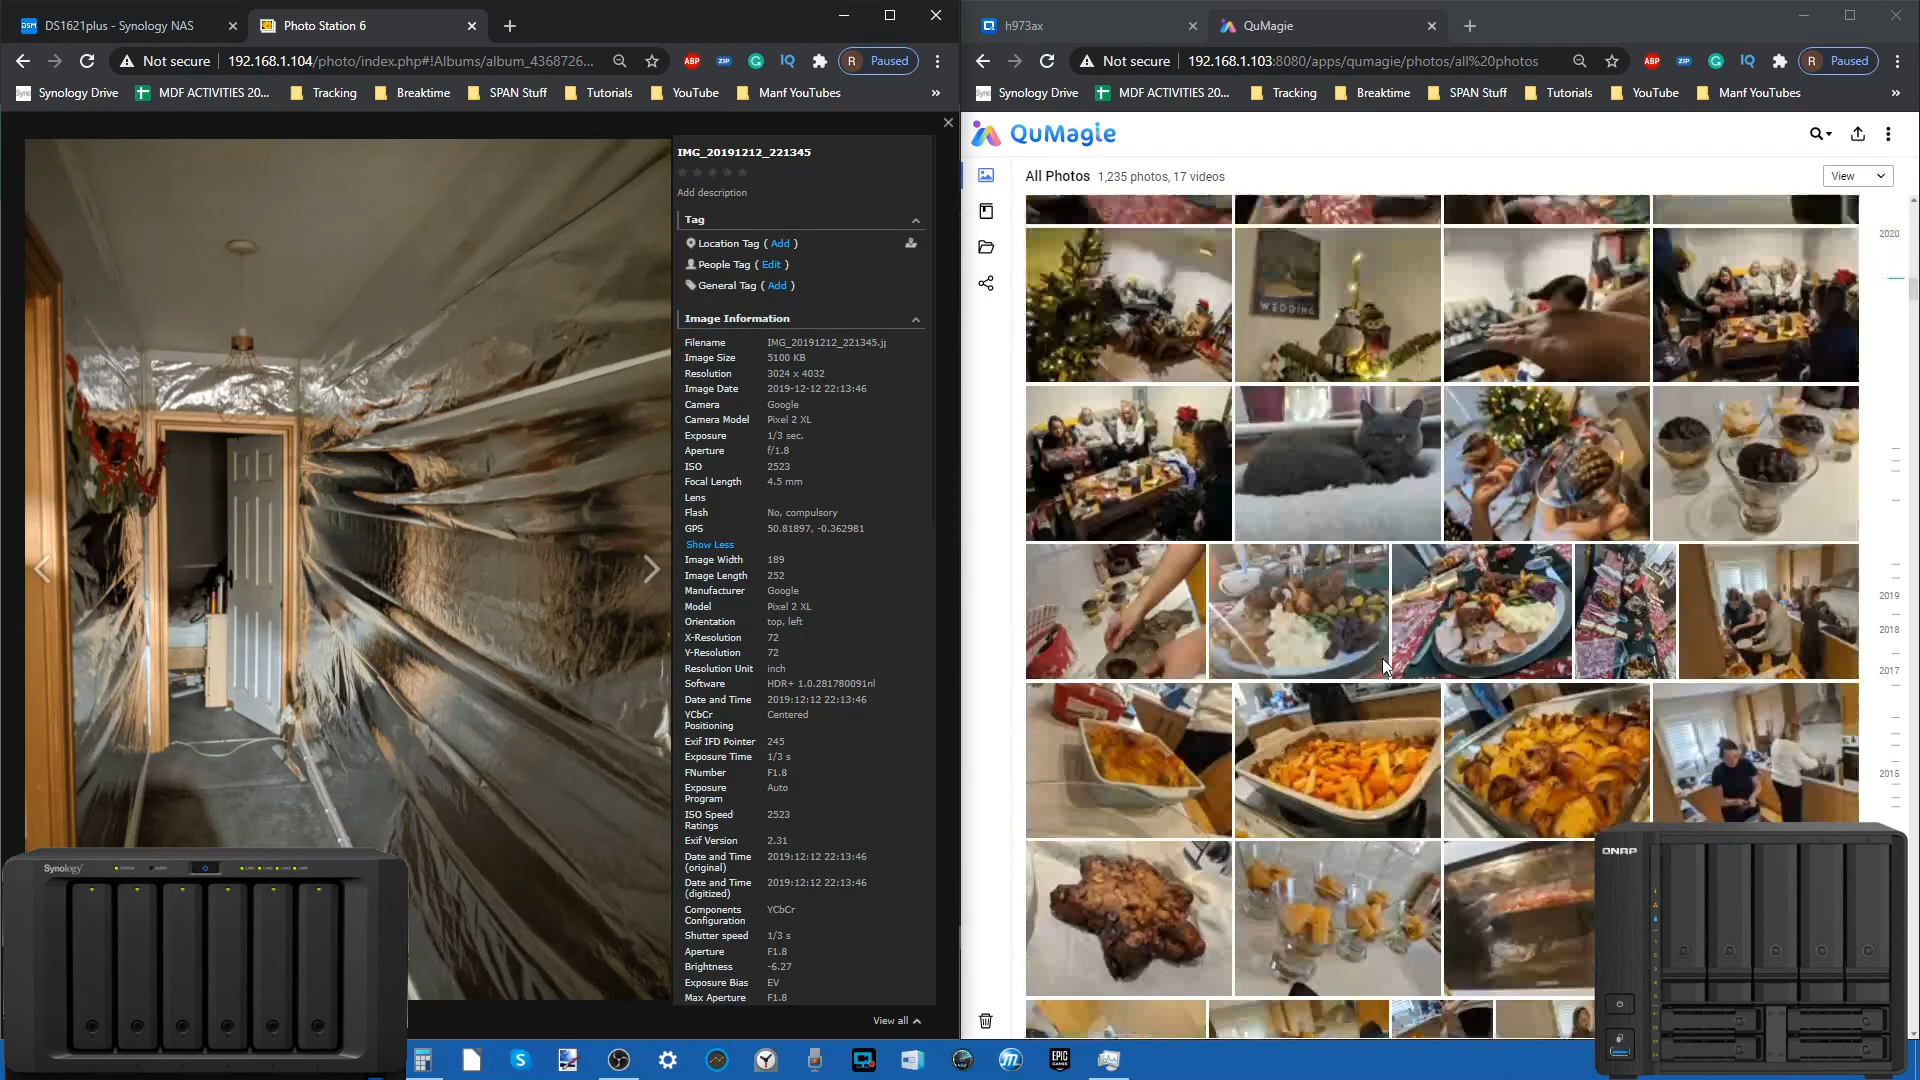 DSM DS1621plus - Synology NAS
Photo Station 6
Not secure 192.168.1.104/photo/index.php#!Albums/album_4368726...
ABP ZIP IQ R Paused
Synology Drive MDF ACTIVITIES 20... Tracking Breaktime SPAN Stuff Tutorials YouTube Manf YouTubes »
IMG_20191212_221345
Add description
Tag
Location Tag ( Add )
People Tag ( Edit )
General Tag ( Add )
Image Information
Filename IMG_20191212_221345.j
Image Size 5100 KB
Resolution 3024 x 4032
Image Date 2019-12-12 22:13:46
Camera Google
Camera Model Pixel 2 XL
Exposure 1/3 sec.
Aperture f/1.8
ISO 2523
Focal Length 4.5 mm
Lens
Flash No, compulsory
GPS 50.81897, -0.362981
Show Less
Image Width 189
Image Length 252
Manufacturer Google
Model Pixel 2 XL
Orientation top, left
X-Resolution 72
Y-Resolution 72
Resolution Unit inch
Software HDR+ 1.0.281780091nl
Date and Time 2019:12:12 22:13:46
YCbCr Centered
Positioning
Exif IFD Pointer 245
Exposure Time 1/3 s
FNumber F1.8
Exposure Auto
Program
ISO Speed 2523
Ratings
Exif Version 2.31
Date and Time 2019:12:12 22:13:46
(original)
Date and Time 2019:12:12 22:13:46
(digitized)
Components YCbCr
Configuration
Shutter speed 1/3 s
Aperture F1.8
Brightness -6.27
Exposure Bias EV
Max Aperture F1.8
View all
Synology
h973ax
QuMagie
Not secure 192.168.1.103:8080/apps/qumagie/photos/all%20photos
ABP ZIP IQ R Paused
Synology Drive MDF ACTIVITIES 20... Tracking Breaktime SPAN Stuff Tutorials YouTube Manf YouTubes »
QuMagie
All Photos 1,235 photos, 17 videos
View
WEDDING
2020
2019
2018
2017
2015
QNAP
EPIC GAMES